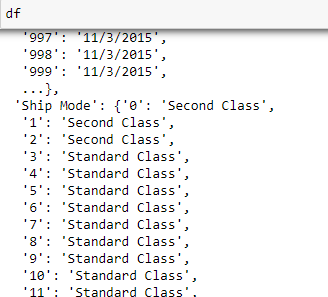 df
'997': '11/3/2015',
'998': '11/3/2015',
'999': '11/3/2015',
...},
'Ship Mode': {'0': 'Second Class',
'1': 'Second Class',
'2': 'Second Class',
'3': 'Standard Class',
'4': 'Standard Class',
'5': 'Standard Class',
'6': 'Standard Class',
'7': 'Standard Class',
'8': 'Standard Class',
'9': 'Standard Class',
'10': 'Standard Class',
'11': 'Standard Class',